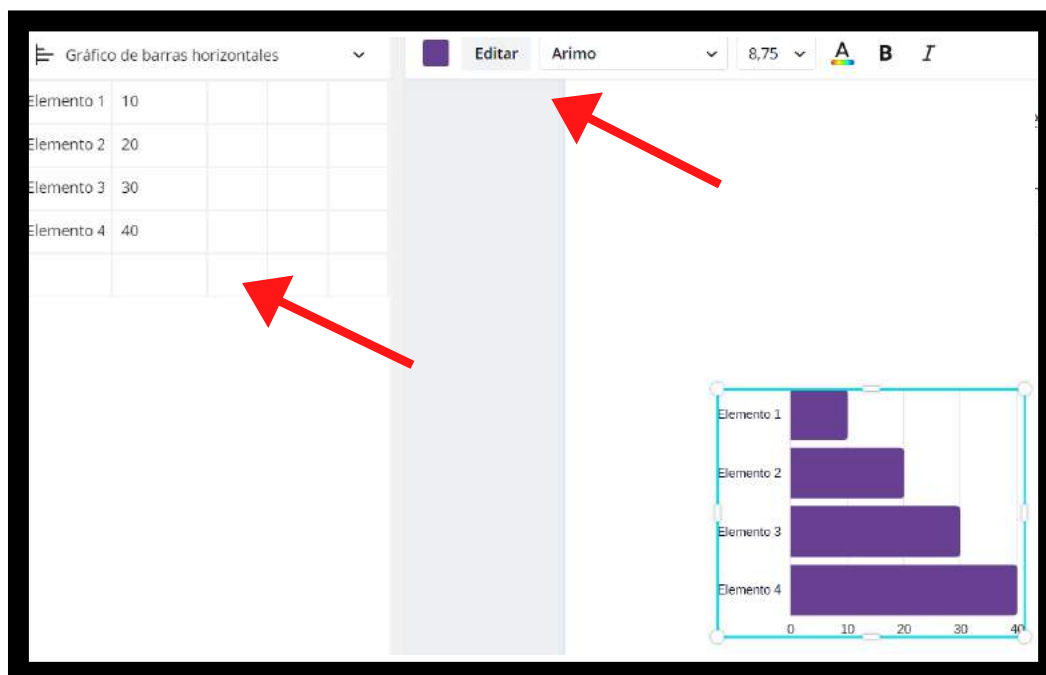 Gráfico de barras horizontales
Editar Arimo 8,75 A B I
Elemento 1 10
Elemento 2 20
Elemento 3 30
Elemento 4 40
Elemento 1
Elemento 2
Elemento 3
Elemento 4
0 10 20 30 40